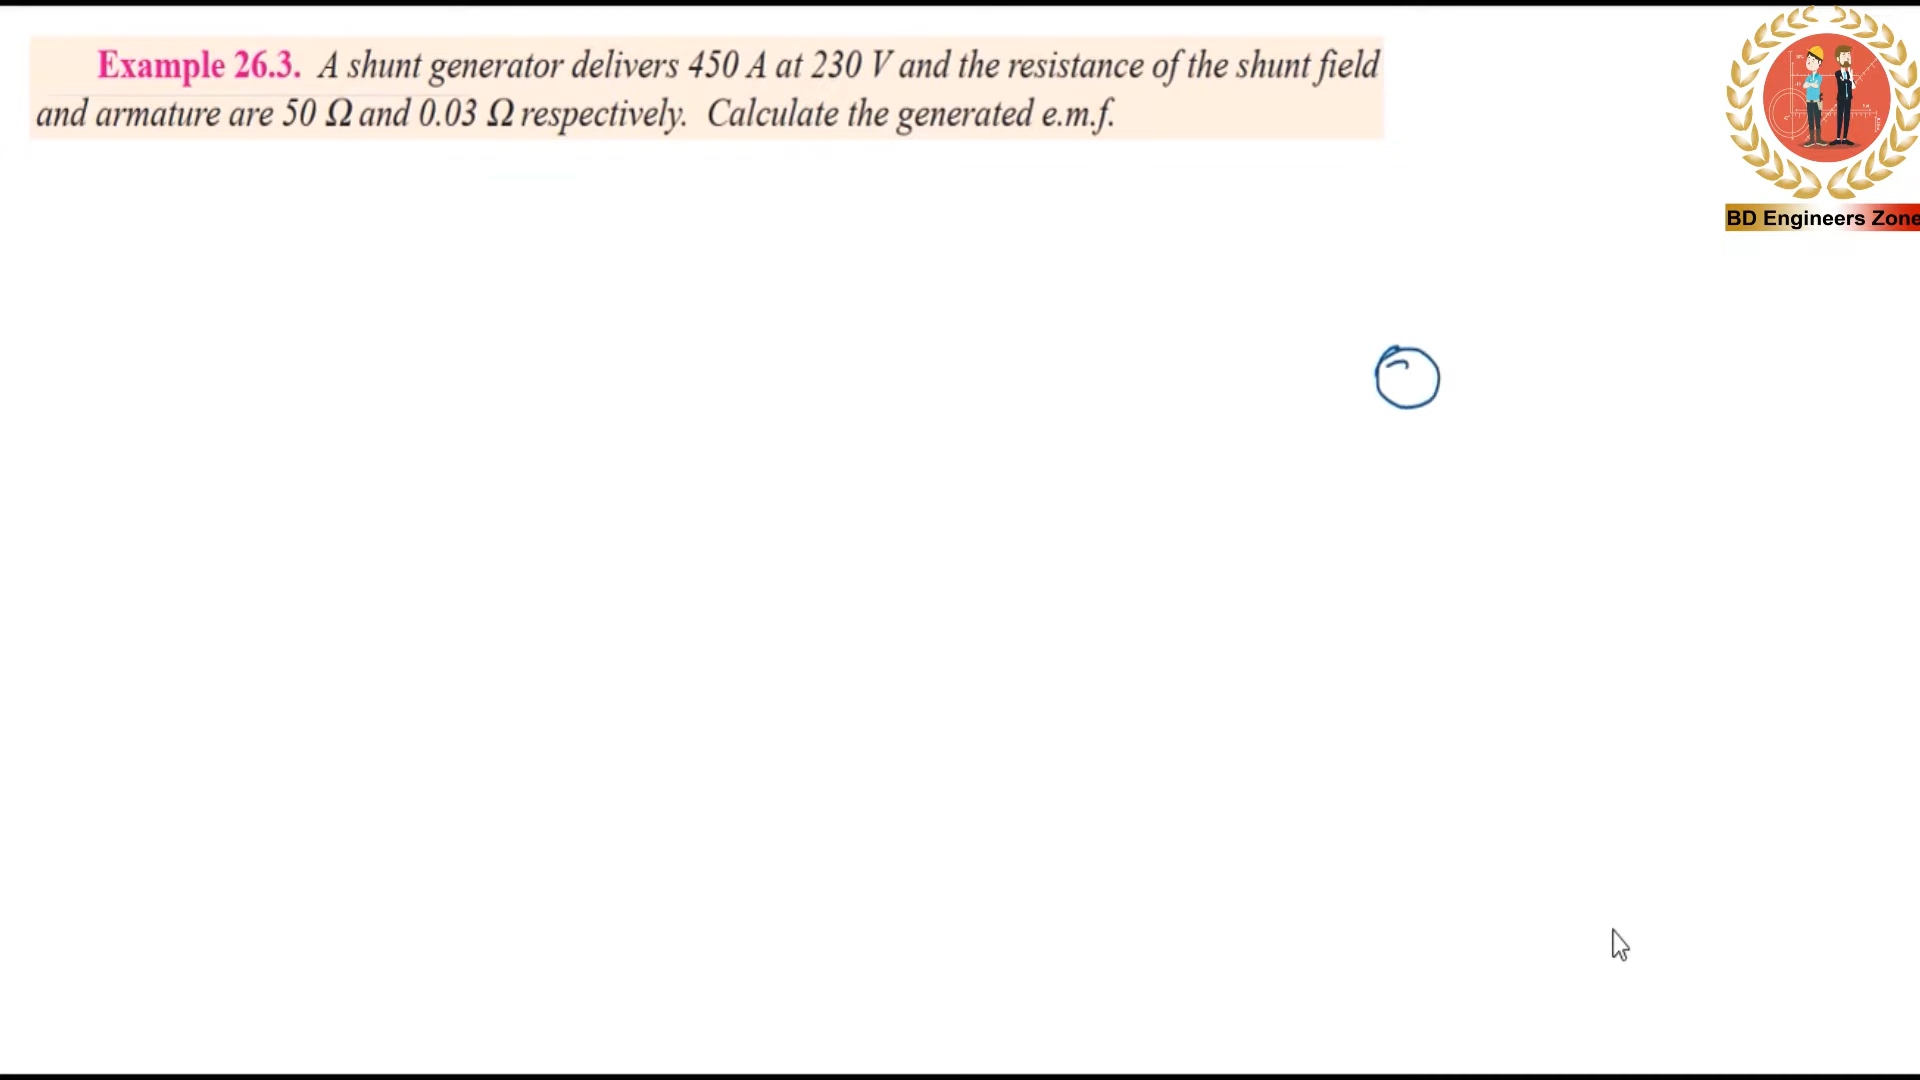 Example 26.3. A shunt generator delivers 450 A at 230 V and the resistance of the shunt field
and armature are 50 Ω and 0.03 Ω respectively. Calculate the generated e.m.f.
BD Engineers Zone